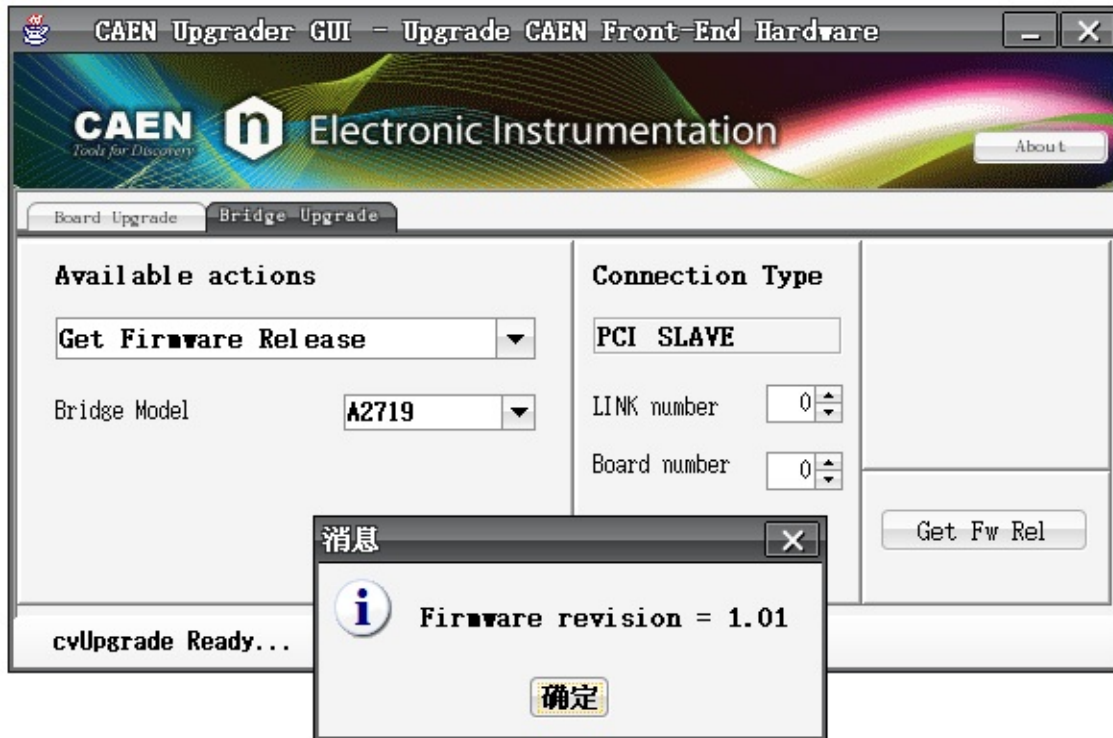 CAEN Upgrader GUI - Upgrade CAEN Front-End Hardware
CAEN
Tools for Discovery
n
Electronic Instrumentation
About
Board Upgrade
Bridge Upgrade
Available actions
Get Firmware Release
Bridge Model
A2719
Connection Type
PCI SLAVE
LINK number
0
Board number
0
Get Fw Rel
消息
i
Firmware revision = 1.01
确定
cvUpgrade Ready...